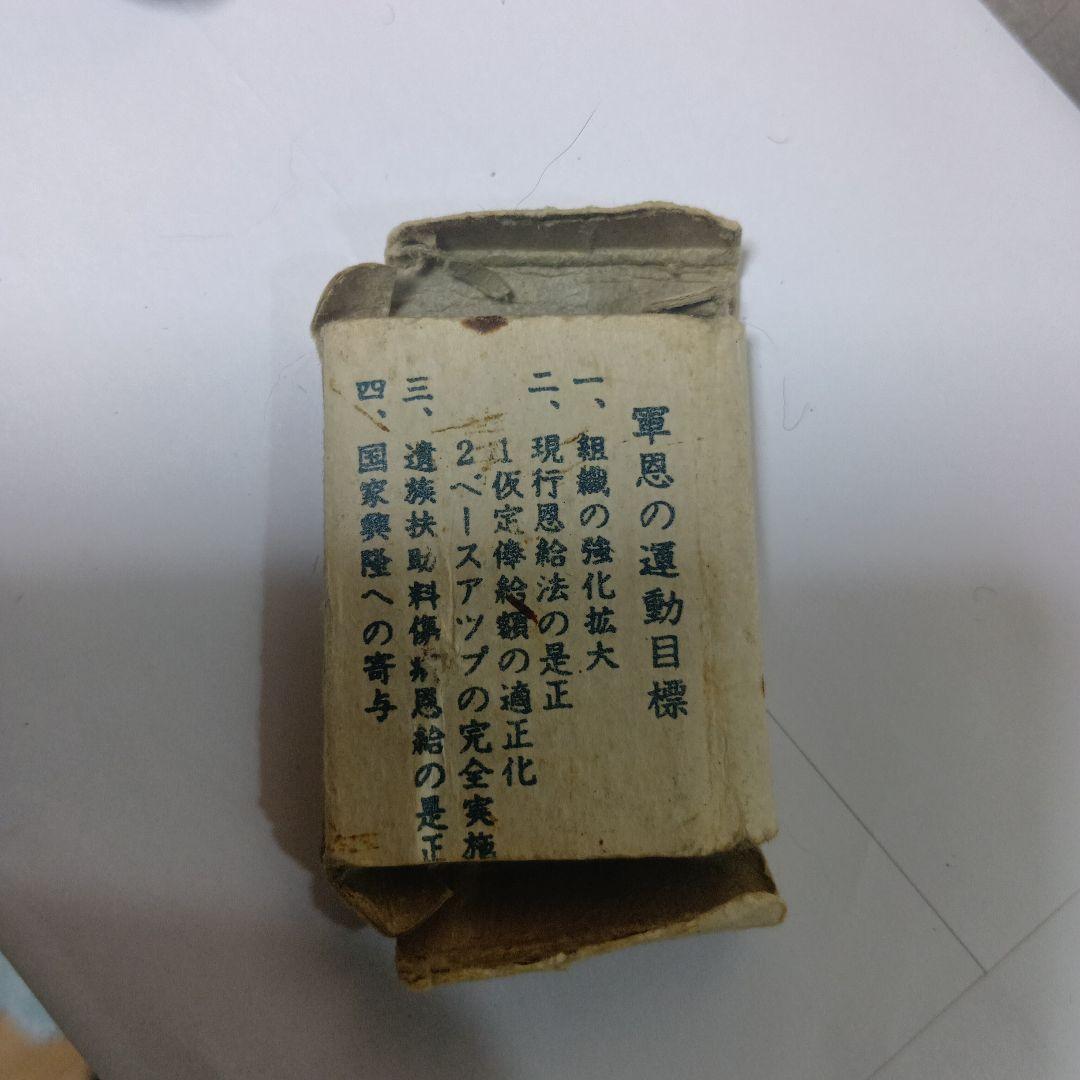 軍恩の運動目標
一、組織の強化拡大
二、現行恩給法の是正
1仮定俸給額の適正化
2ベースアップの完全実施
三、遺族扶助料傷病恩給の是正
四、国家興隆への寄与